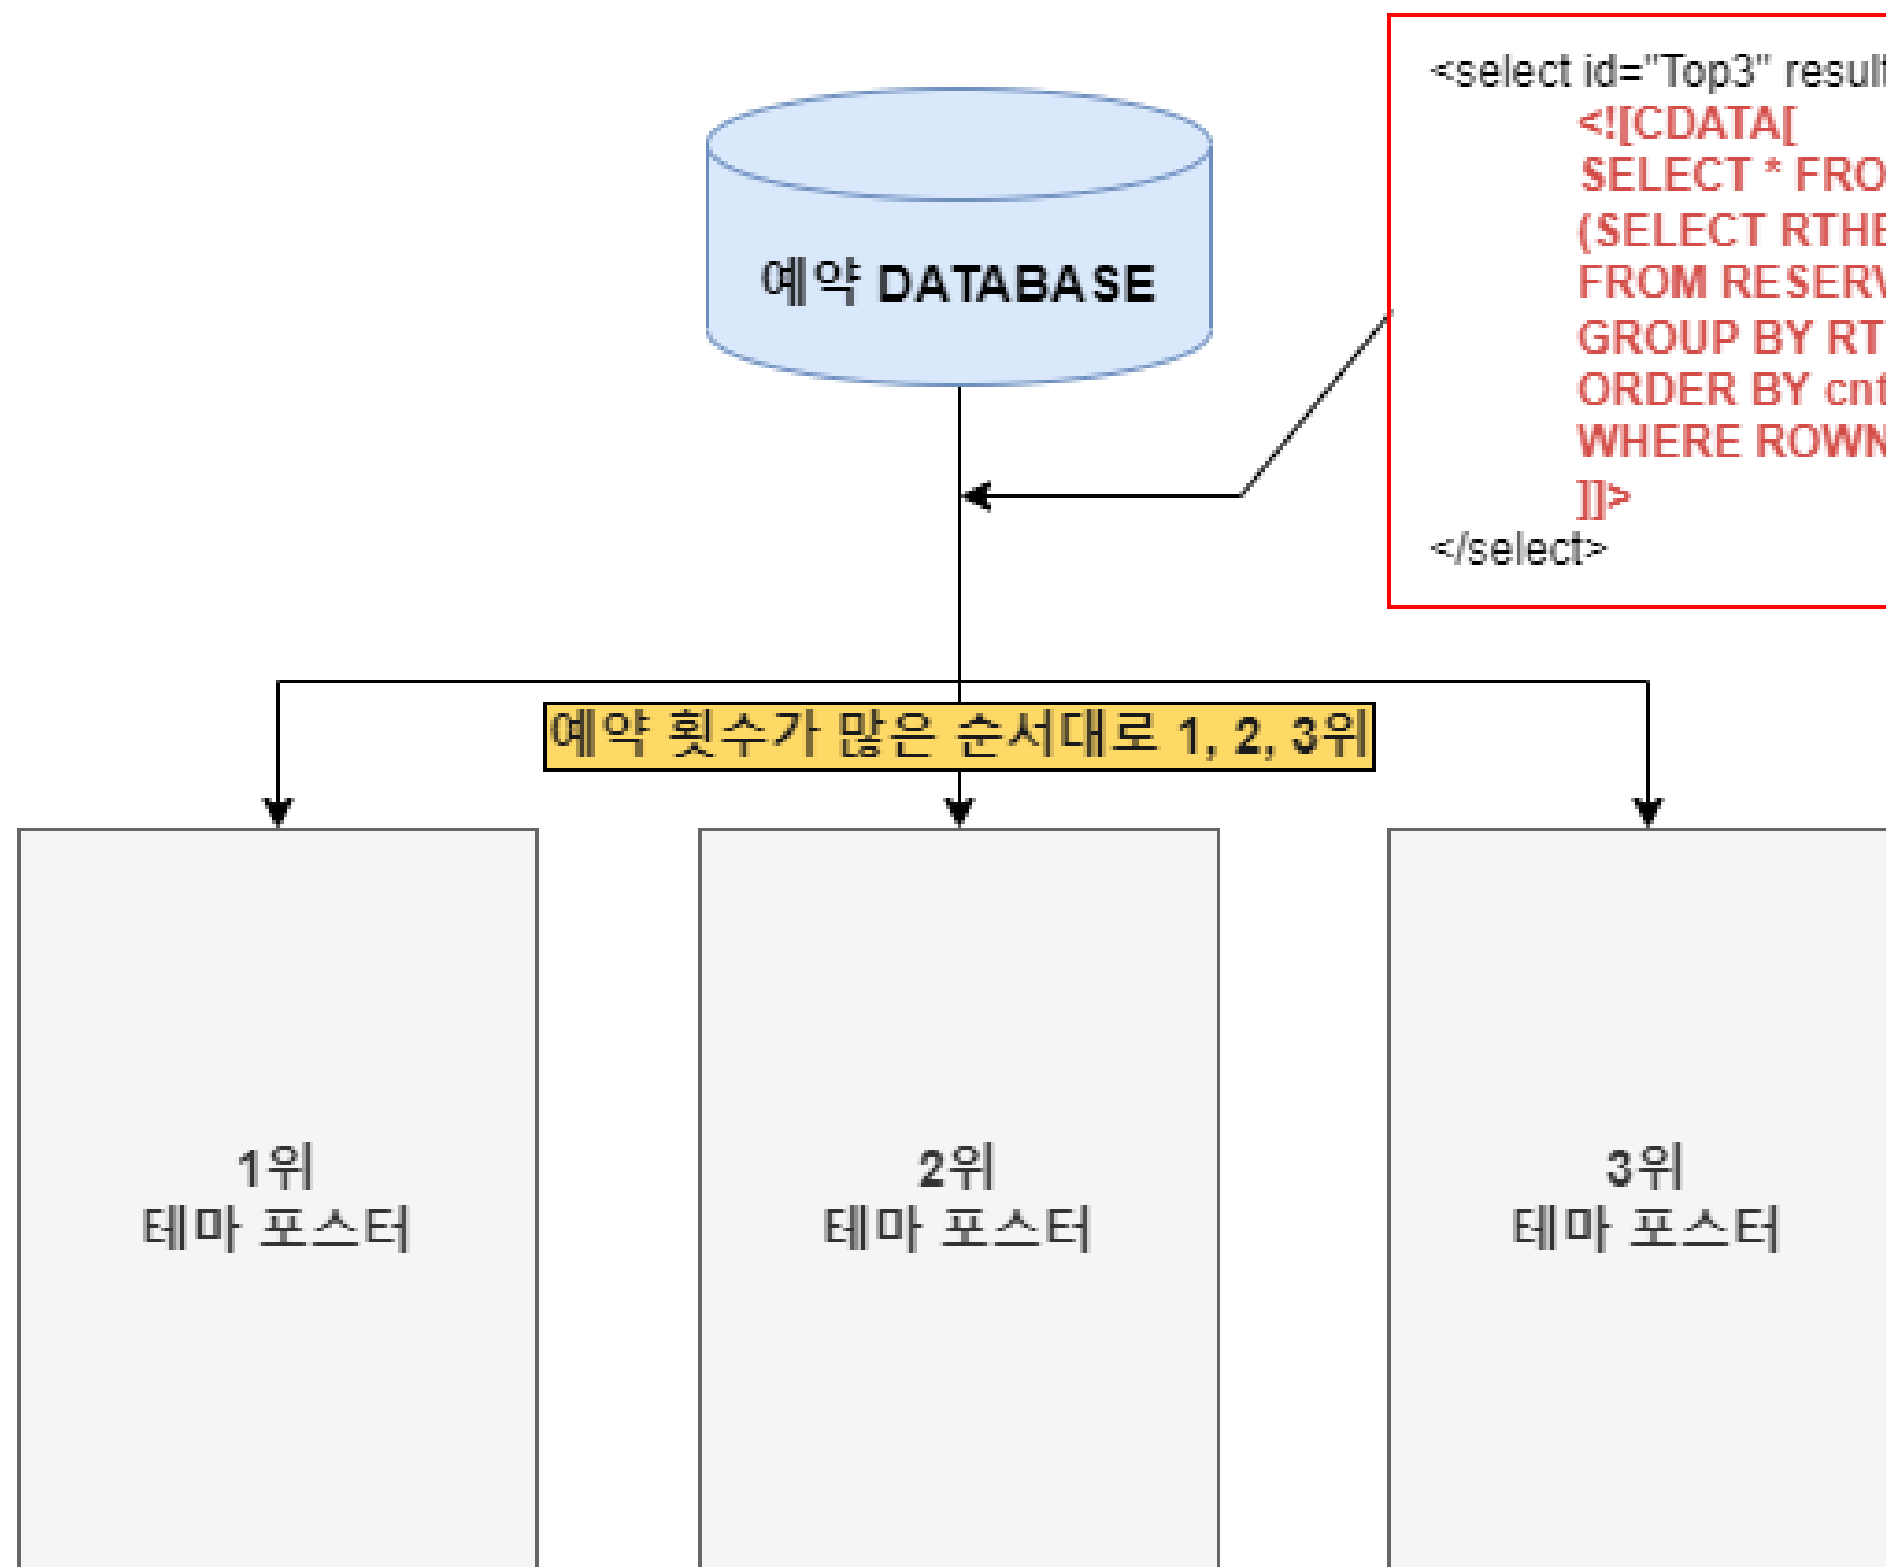 <select id="Top3" result
<![CDATA[
SELECT * FRO
(SELECT RTHE
FROM RESERV
GROUP BY RT
ORDER BY cnt
WHERE ROWN
]]>
</select>
예약 DATABASE
예약 횟수가 많은 순서대로 1, 2, 3위
1위
테마 포스터
2위
테마 포스터
3위
테마 포스터